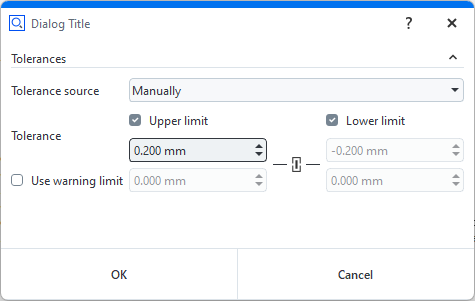 Dialog Title ?
Tolerances
Tolerance source Manually
Upper limit Lower limit
Tolerance 0.200 mm -0.200 mm
Use warning limit 0.000 mm 0.000 mm
OK Cancel